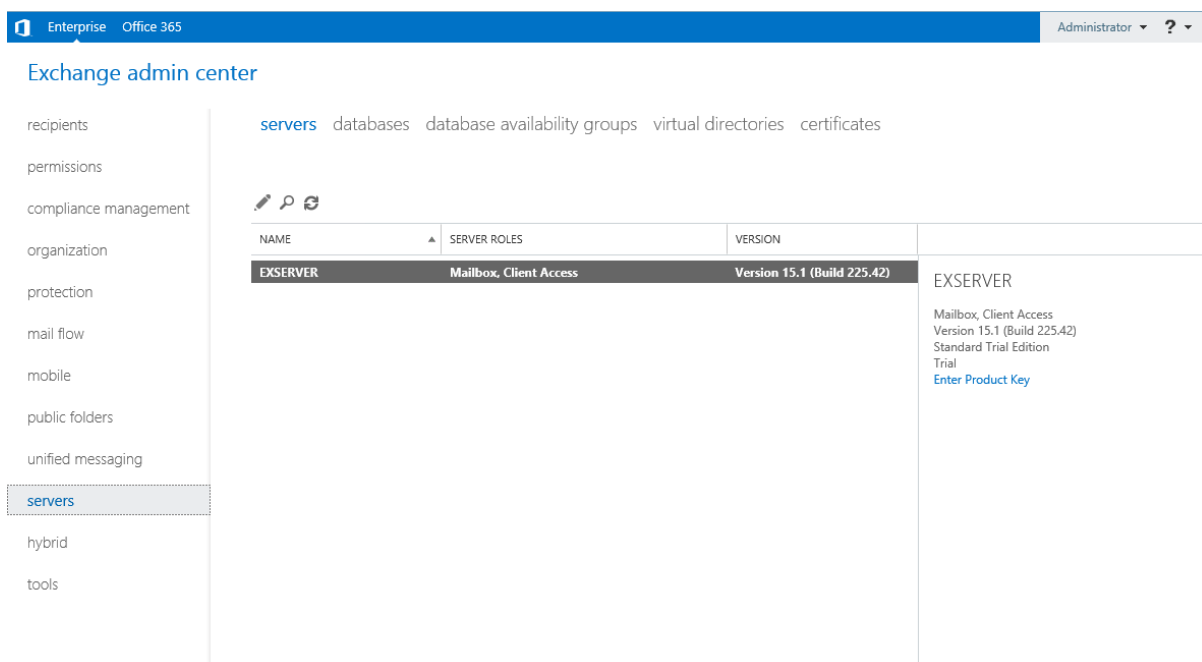 Enterprise Office 365
Administrator ?
Exchange admin center
recipients
permissions
compliance management
organization
protection
mail flow
mobile
public folders
unified messaging
servers
hybrid
tools
servers databases database availability groups virtual directories certificates
NAME SERVER ROLES VERSION
EXSERVER Mailbox, Client Access Version 15.1 (Build 225.42)
EXSERVER
Mailbox, Client Access
Version 15.1 (Build 225.42)
Standard Trial Edition
Trial
Enter Product Key